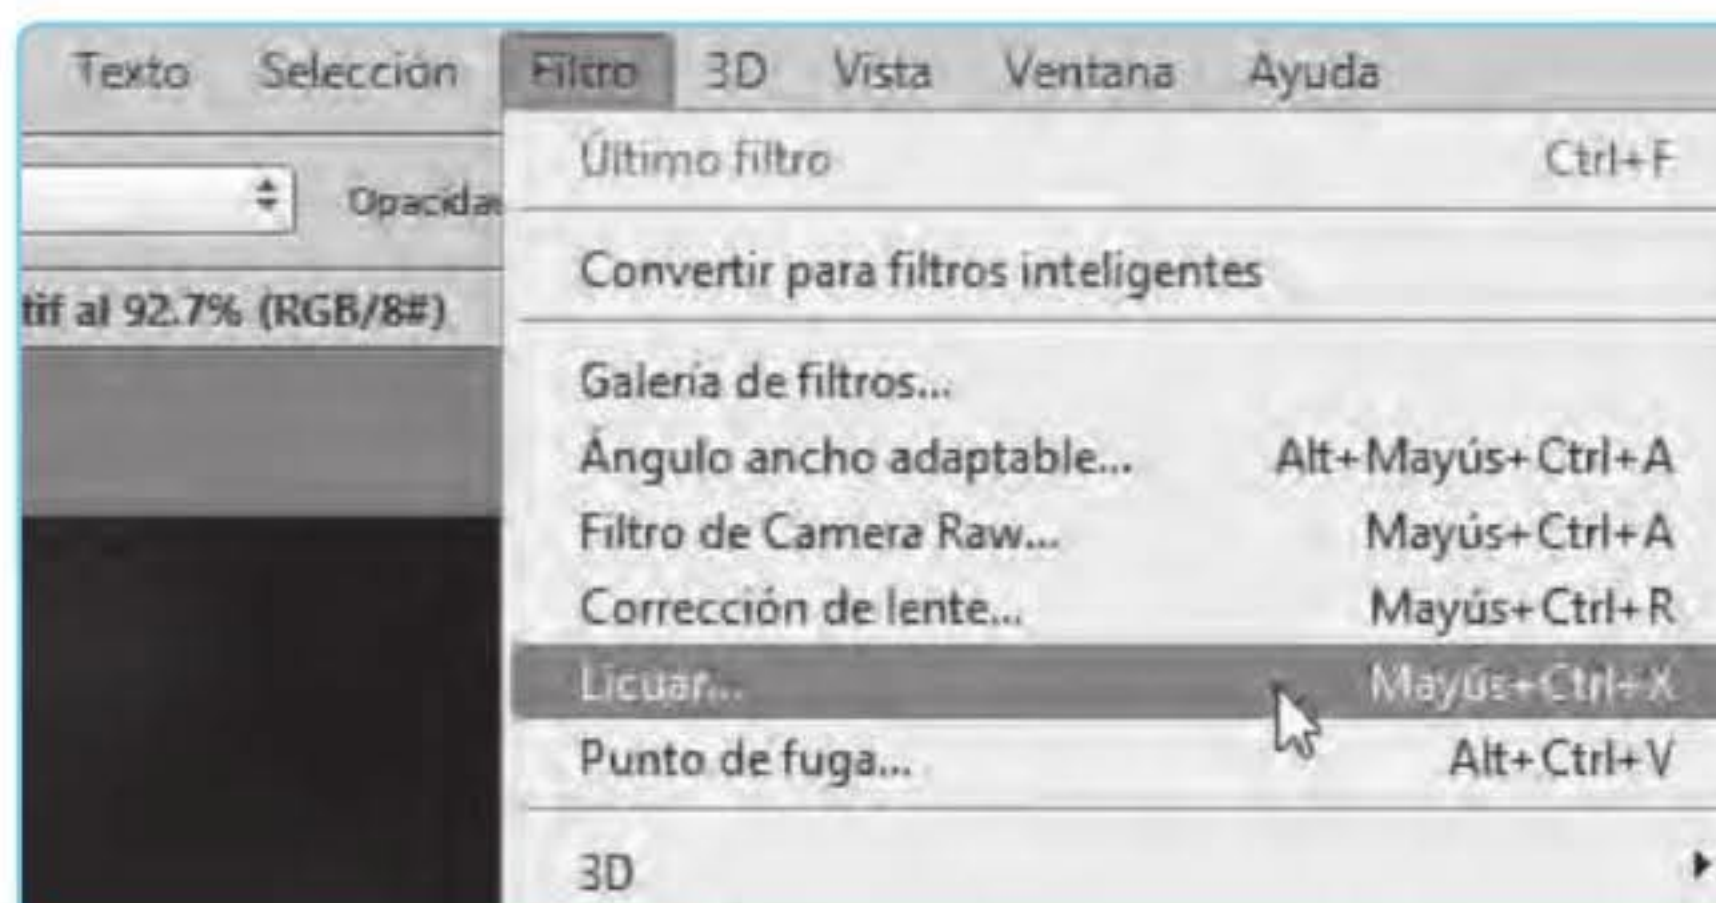 Texto Selección Filtro 3D Vista Ventana Ayuda
Último filtro Ctrl+F
Opacida
Convertir para filtros inteligentes
tif al 92.7% (RGB/8#)
Galería de filtros...
Ángulo ancho adaptable... Alt+Mayús+Ctrl+A
Filtro de Camera Raw... Mayús+Ctrl+A
Corrección de lente... Mayús+Ctrl+R
Licuar... Mayús+Ctrl+X
Punto de fuga... Alt+Ctrl+V
3D